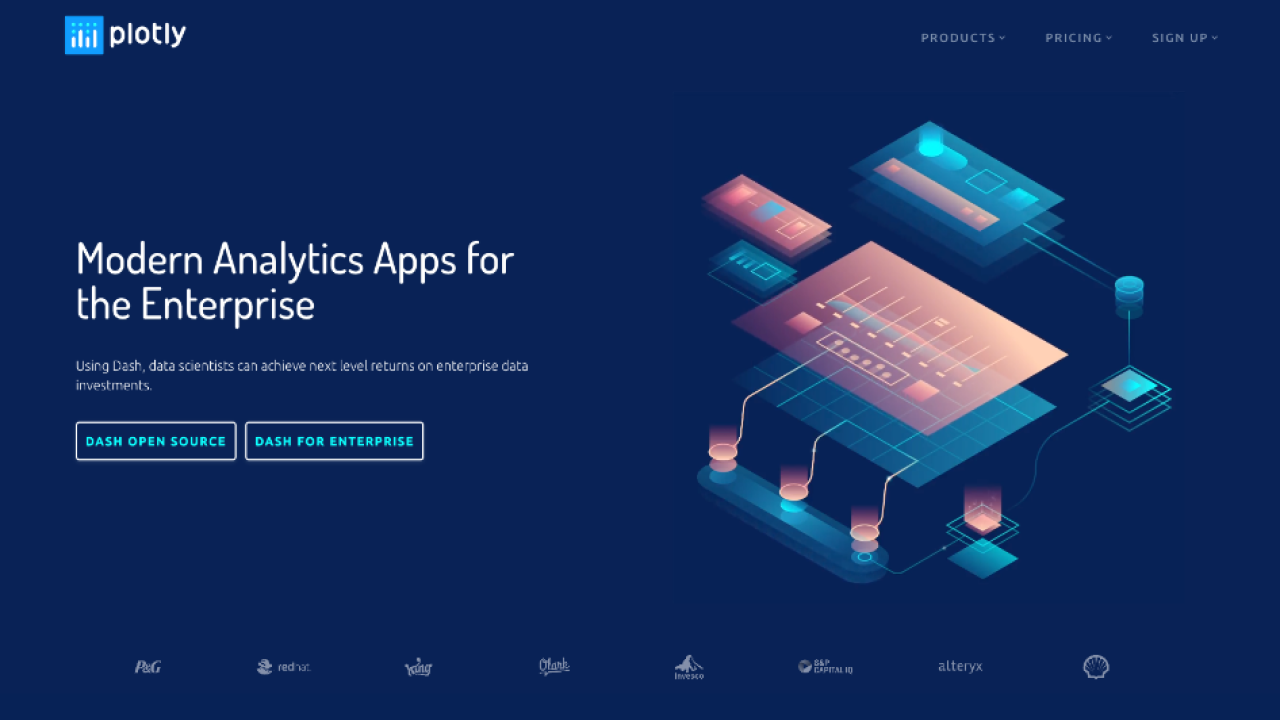 plotly
PRODUCTS
PRICING
SIGN UP
Modern Analytics Apps for
the Enterprise
Using Dash, data scientists can achieve next level returns on enterprise data
investments.
DASH OPEN SOURCE
DASH FOR ENTERPRISE
P&G
redhat.
King
Olark
Invesco
S&P
CAPITAL IQ
alteryx